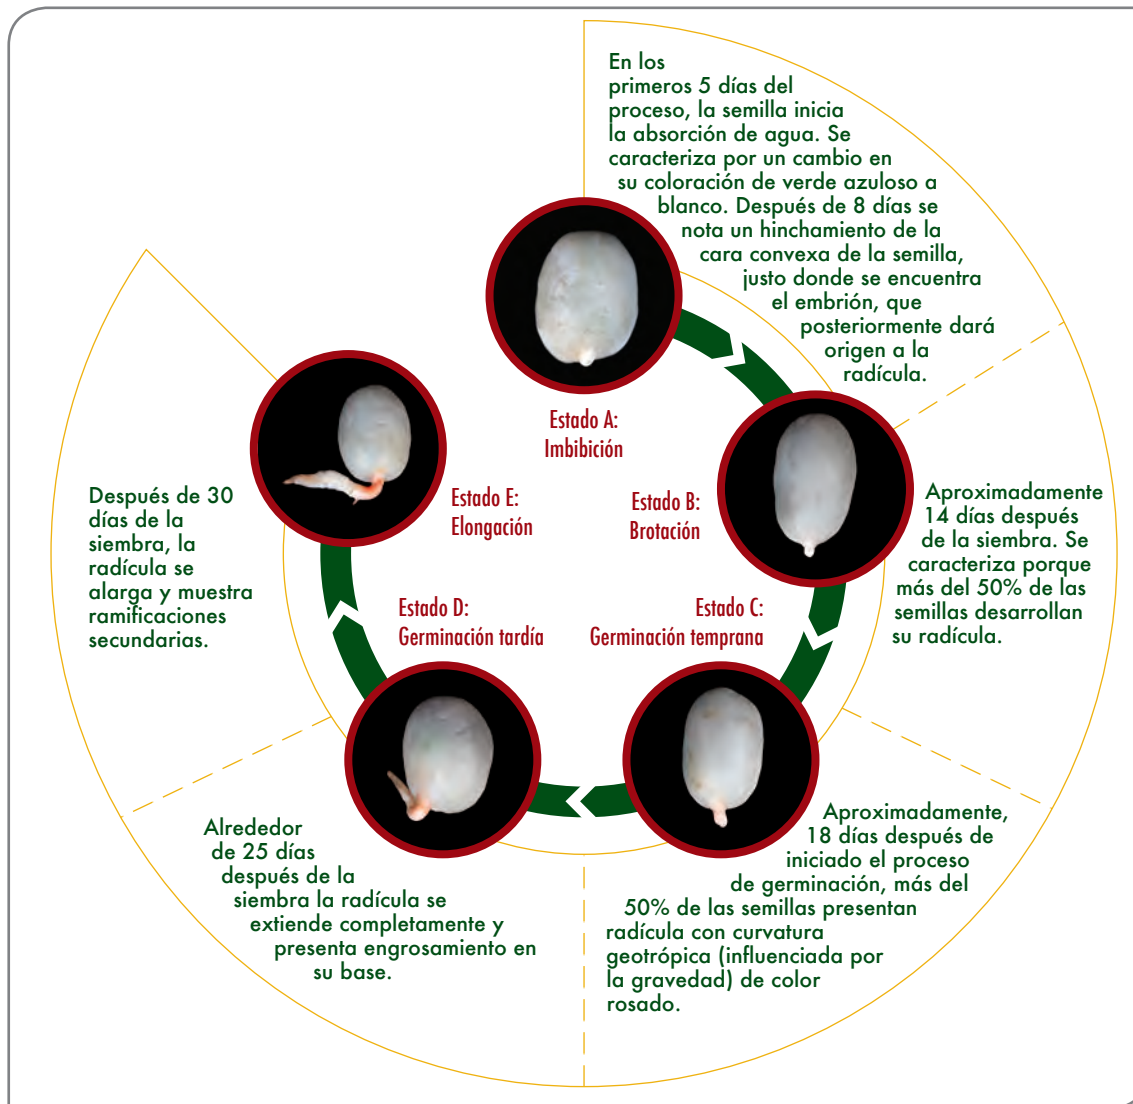 En los
primeros 5 días del
proceso, la semilla inicia
la absorción de agua. Se
caracteriza por un cambio en
su coloración de verde azuloso a
blanco. Después de 8 días se
nota un hinchamiento de la
cara convexa de la semilla,
justo donde se encuentra
el embrión, que
posteriormente dará
origen a la
radícula.
Estado A:
Imbibición
Estado B:
Brotación
Aproximadamente
14 días después
de la siembra. Se
caracteriza porque
más del 50% de las
semillas desarrollan
su radícula.
Estado C:
Germinación temprana
Aproximadamente,
18 días después de
iniciado el proceso
de germinación, más del
50% de las semillas presentan
radícula con curvatura
geotrópica (influenciada por
la gravedad) de color
rosado.
Estado D:
Germinación tardía
Alrededor
de 25 días
después de la
siembra la radícula se
extiende completamente y
presenta engrosamiento en
su base.
Estado E:
Elongación
Después de 30
días de la
siembra, la
radícula se
alarga y muestra
ramificaciones
secundarias.